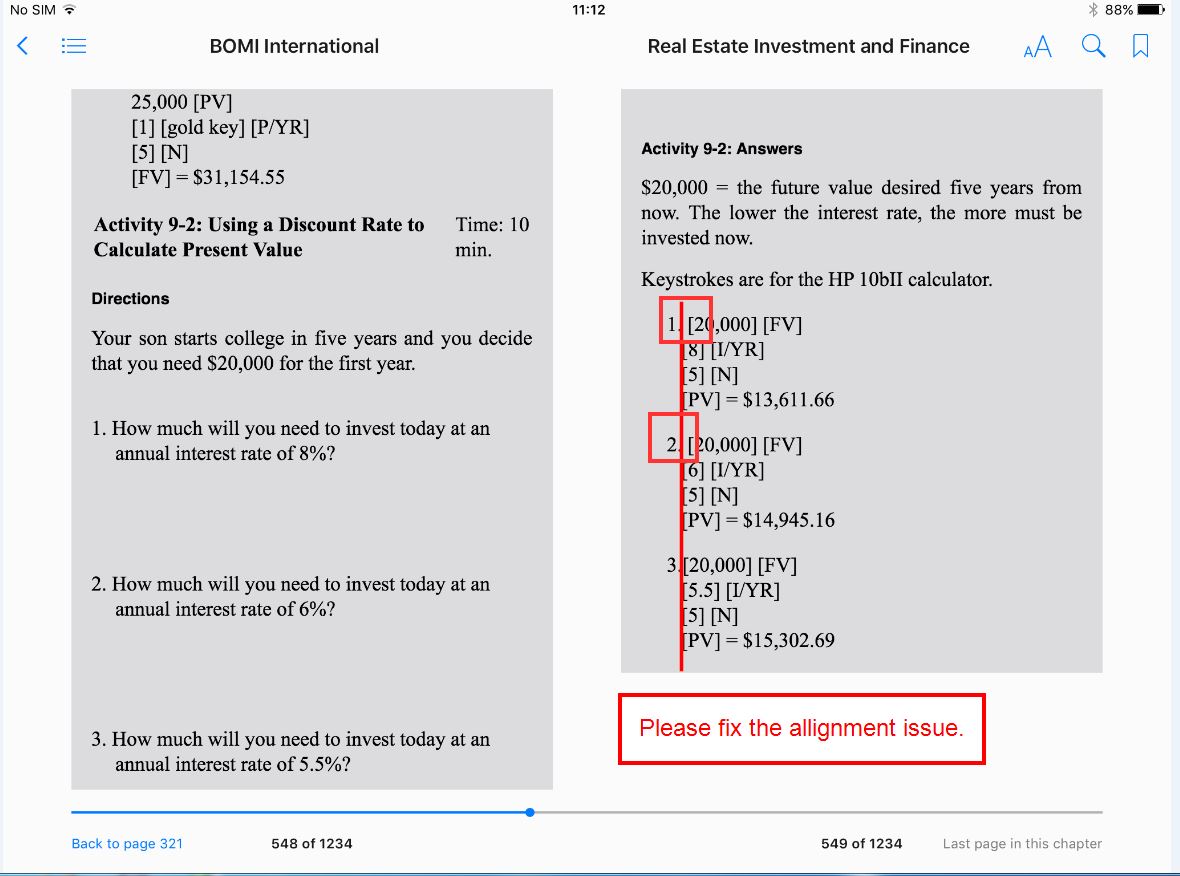 No SIM 11:12 88%
BOMI International Real Estate Investment and Finance AA
25,000 [PV]
[1] [gold key] [P/YR]
[5] [N]
[FV] = $31,154.55
Activity 9-2: Using a Discount Rate to Time: 10
Calculate Present Value min.
Directions
Your son starts college in five years and you decide
that you need $20,000 for the first year.
1. How much will you need to invest today at an
annual interest rate of 8%?
2. How much will you need to invest today at an
annual interest rate of 6%?
3. How much will you need to invest today at an
annual interest rate of 5.5%?
Activity 9-2: Answers
$20,000 = the future value desired five years from
now. The lower the interest rate, the more must be
invested now.
Keystrokes are for the HP 10bII calculator.
1. [20,000] [FV]
[8] [I/YR]
[5] [N]
[PV] = $13,611.66
2. [20,000] [FV]
[6] [I/YR]
[5] [N]
[PV] = $14,945.16
3. [20,000] [FV]
[5.5] [I/YR]
[5] [N]
[PV] = $15,302.69
Please fix the allignment issue.
Back to page 321 548 of 1234 549 of 1234 Last page in this chapter